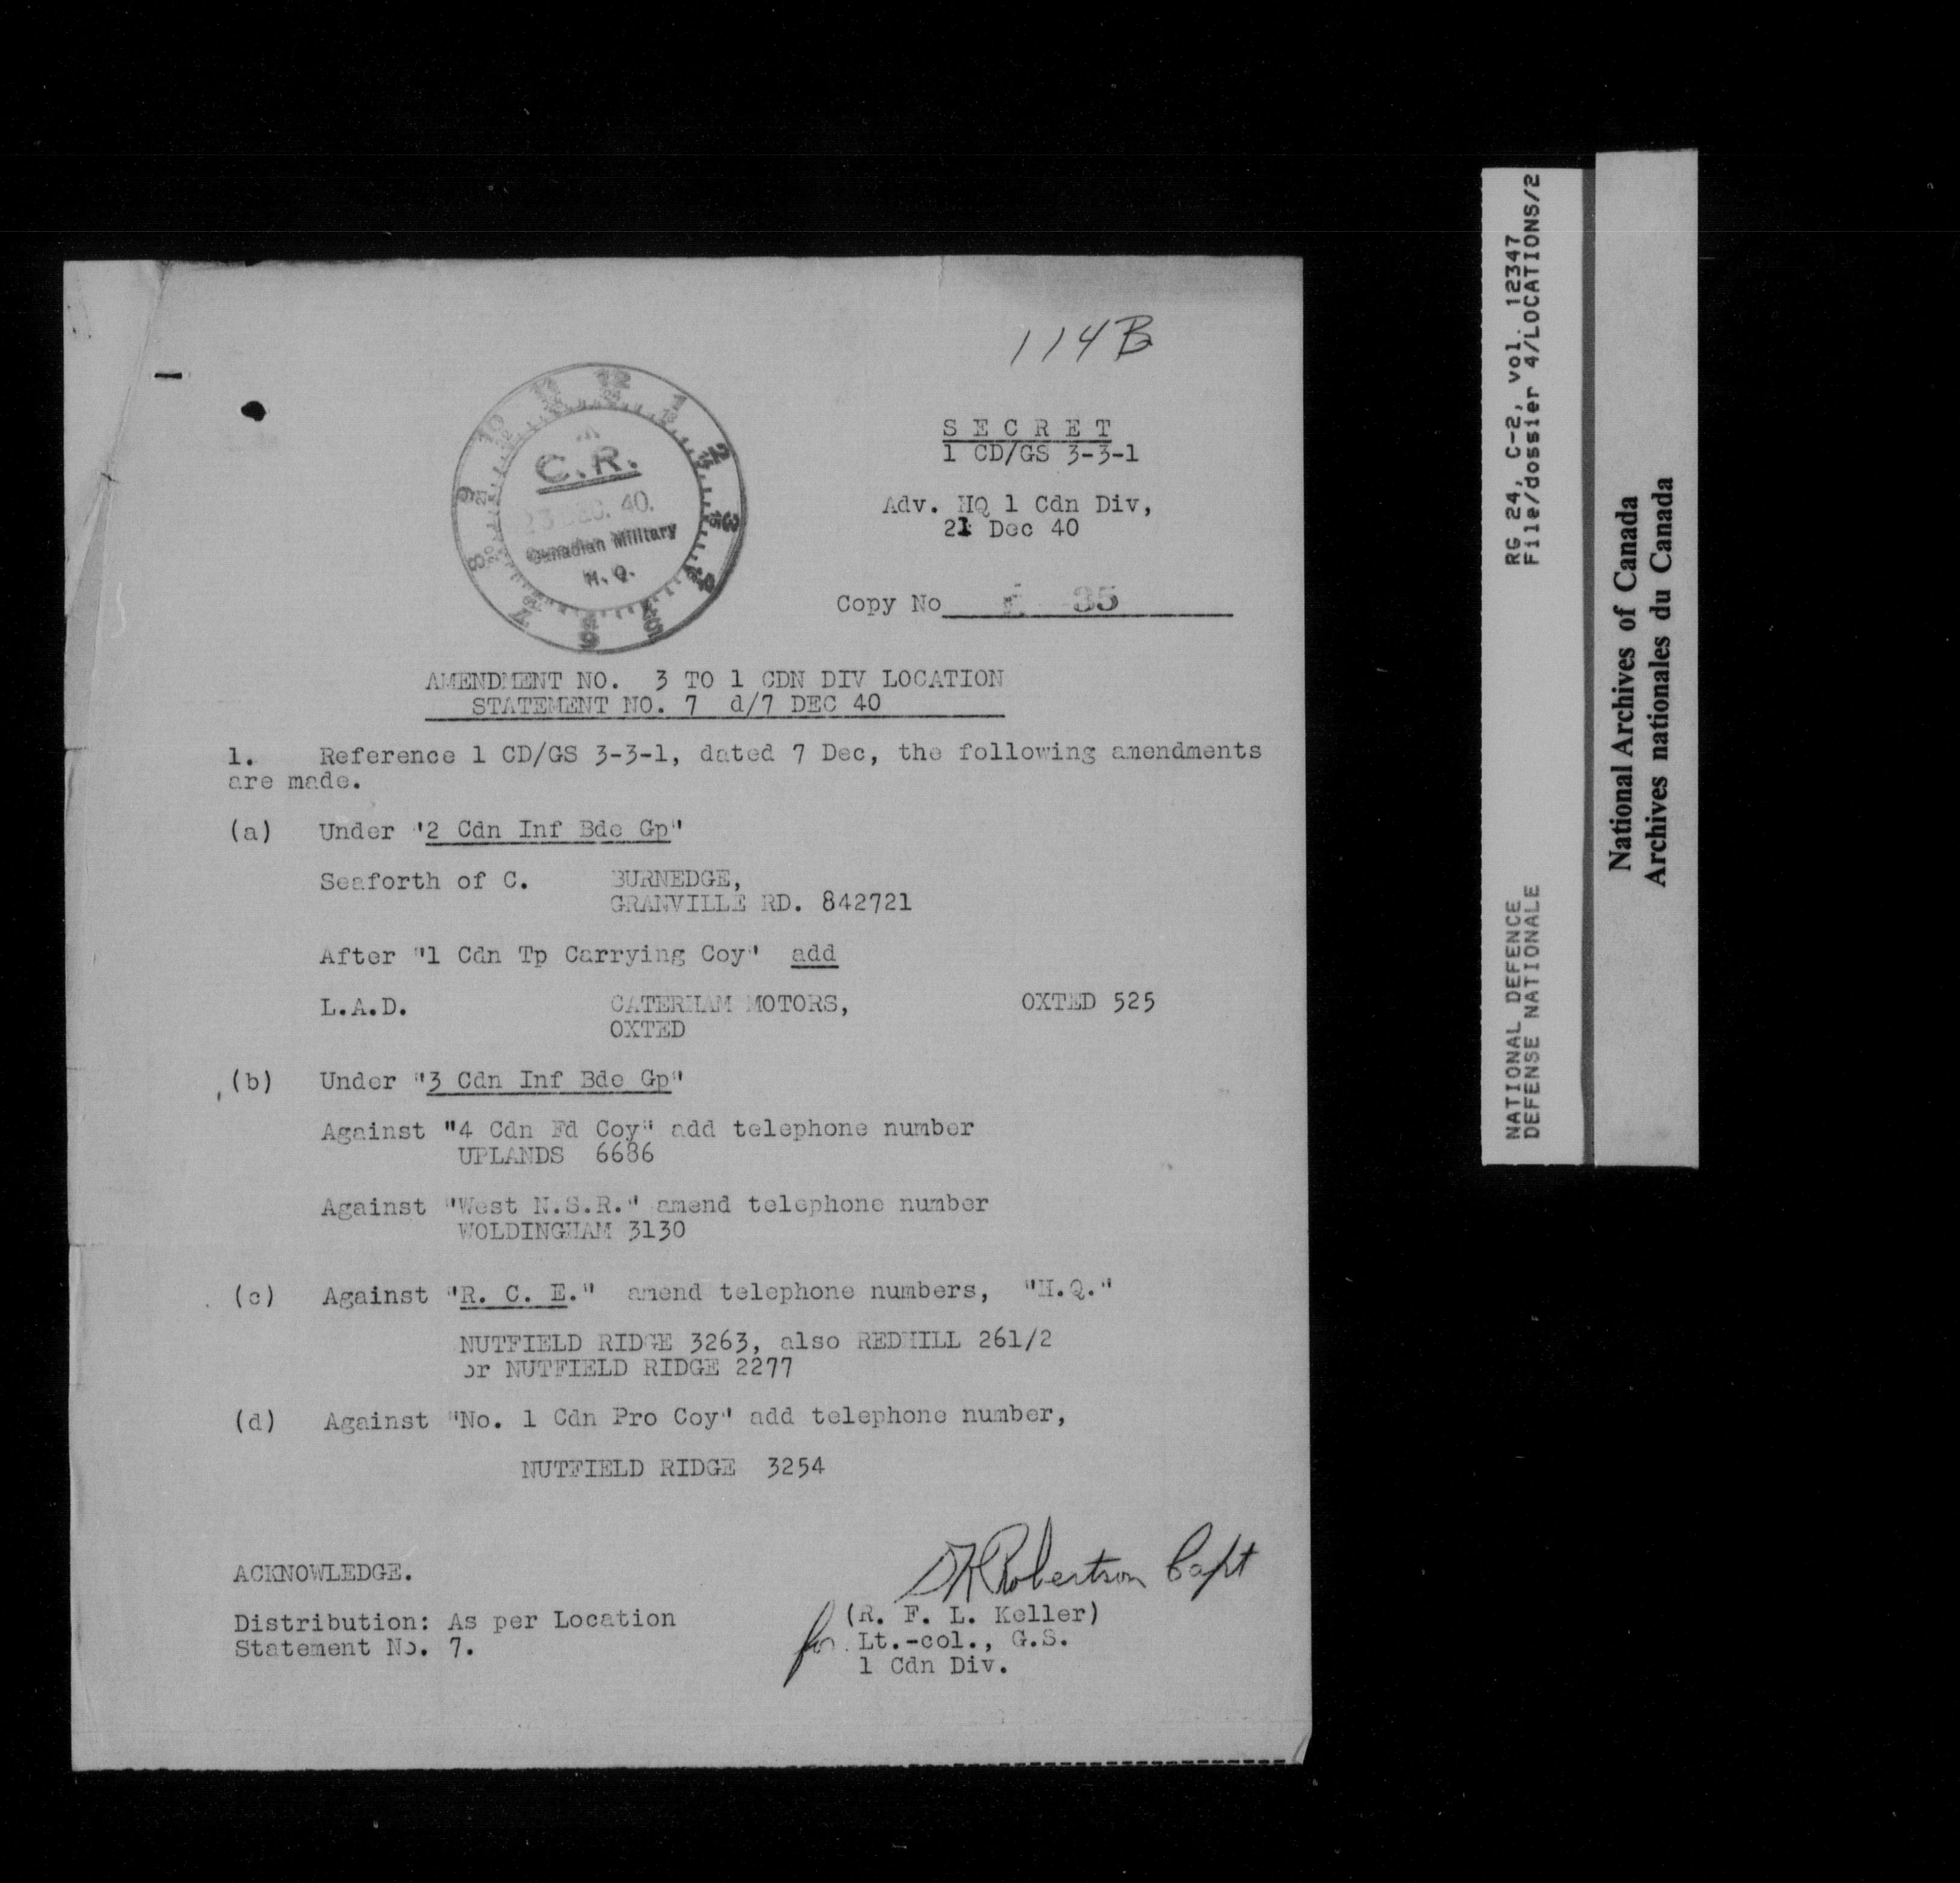 114B
C.R.
23 DEC. 40.
Canadian Military
H.Q.
S E C R E T
1 CD/GS 3-3-1
Adv. HQ 1 Cdn Div,
21 Dec 40
Copy No 35
AMENDMENT NO. 3 TO 1 CDN DIV LOCATION
STATEMENT NO. 7 d/7 DEC 40
1. Reference 1 CD/GS 3-3-1, dated 7 Dec, the following amendments
are made.
(a) Under "2 Cdn Inf Bde Gp"
Seaforth of C. BURNEDGE,
GRANVILLE RD. 842721
After "1 Cdn Tp Carrying Coy" add
L.A.D. CATERHAM MOTORS, OXTED 525
OXTED
(b) Under "3 Cdn Inf Bde Gp"
Against "4 Cdn Fd Coy" add telephone number
UPLANDS 6686
Against "West N.S.R." amend telephone number
WOLDINGHAM 3130
(c) Against "R. C. E." amend telephone numbers, "H.Q."
NUTFIELD RIDGE 3263, also REDHILL 261/2
or NUTFIELD RIDGE 2277
(d) Against "No. 1 Cdn Pro Coy" add telephone number,
NUTFIELD RIDGE 3254
ACKNOWLEDGE.
Distribution: As per Location
Statement No. 7.
Robertson Capt
(R. F. L. Keller)
for Lt.-col., G.S.
1 Cdn Div.
RG 24, C-2, vol. 12347
File/dossier 4/LOCATIONS/2
NATIONAL DEFENCE
DEFENSE NATIONALE
National Archives of Canada
Archives nationales du Canada